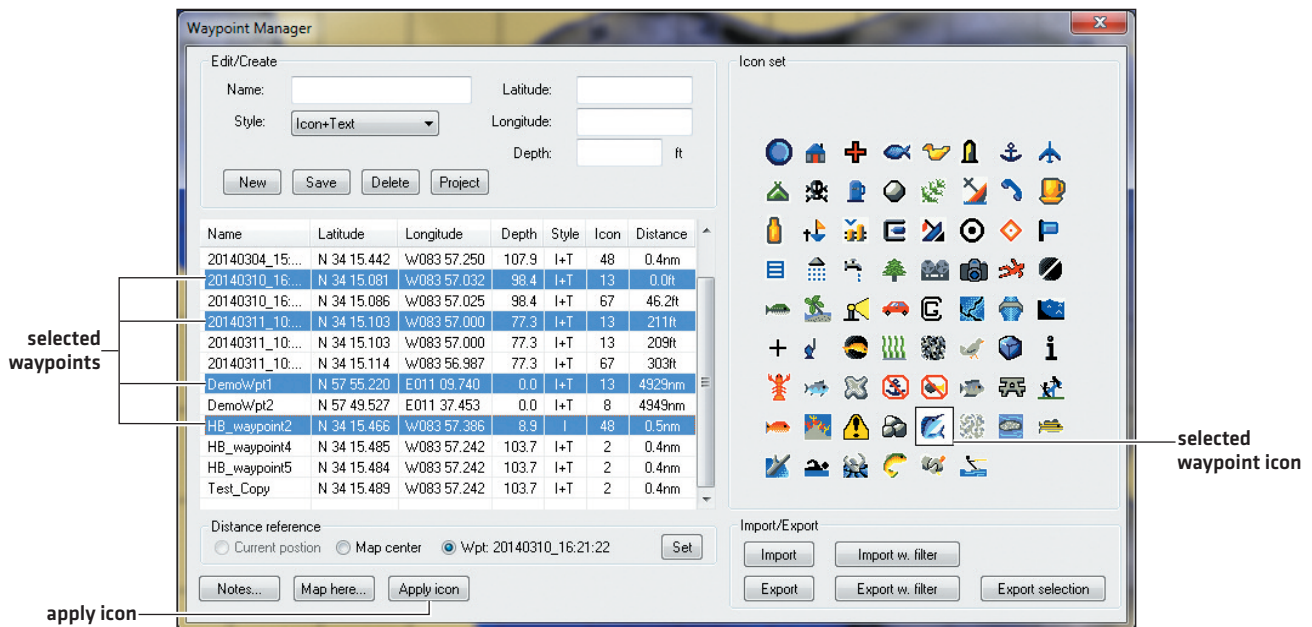 Waypoint Manager
X
Edit/Create
Name:
Latitude:
Style: Icon+Text
Longitude:
Depth: ft
New Save Delete Project
Name Latitude Longitude Depth Style Icon Distance
20140304_15:... N 34 15.442 W083 57.250 107.9 I+T 48 0.4nm
20140310_16:... N 34 15.081 W083 57.032 98.4 I+T 13 0.0ft
20140310_16:... N 34 15.086 W083 57.025 98.4 I+T 67 46.2ft
20140311_10:... N 34 15.103 W083 57.000 77.3 I+T 13 211ft
20140311_10:... N 34 15.103 W083 57.000 77.3 I+T 13 209ft
20140311_10:... N 34 15.114 W083 56.987 77.3 I+T 67 303ft
DemoWpt1 N 57 55.220 E011 09.740 0.0 I+T 13 4929nm
DemoWpt2 N 57 49.527 E011 37.453 0.0 I+T 8 4949nm
HB_waypoint2 N 34 15.466 W083 57.386 8.9 I 48 0.5nm
HB_waypoint4 N 34 15.485 W083 57.242 103.7 I+T 2 0.4nm
HB_waypoint5 N 34 15.484 W083 57.242 103.7 I+T 2 0.4nm
Test_Copy N 34 15.489 W083 57.242 103.7 I+T 2 0.4nm
Distance reference
Current postion Map center Wpt: 20140310_16:21:22 Set
Notes... Map here... Apply icon
Icon set
Import/Export
Import Import w. filter
Export Export w. filter Export selection
selected
waypoints
apply icon
selected
waypoint icon